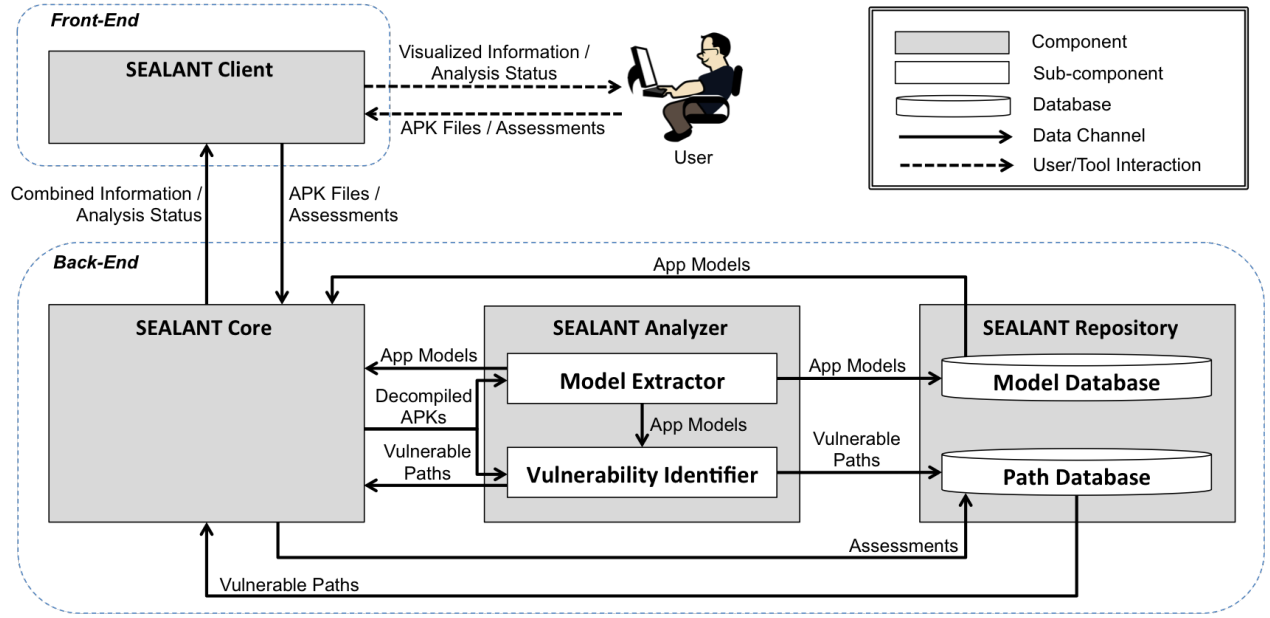 Front-End
SEALANT Client
Visualized Information /
Analysis Status
APK Files / Assessments
User
Component
Sub-component
Database
Data Channel
User/Tool Interaction
Combined Information /
Analysis Status
APK Files /
Assessments
Back-End
App Models
SEALANT Core
SEALANT Analyzer
SEALANT Repository
App Models
Model Extractor
App Models
Model Database
Decompiled
APKs
App Models
Vulnerable
Paths
Vulnerability Identifier
Vulnerable
Paths
Path Database
Assessments
Vulnerable Paths